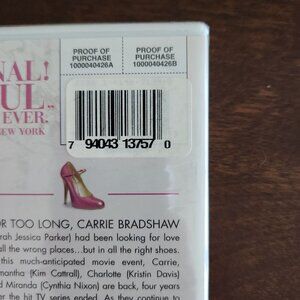 PROOF OF PURCHASE 1000040426A
PROOF OF PURCHASE 1000040426B
NAL!
UL..
EVER.
EW YORK
7 94043 13757 0
OR TOO LONG, CARRIE BRADSHAW
rah Jessica Parker) had been looking for love
all the wrong places...but in all the right shoes.
this much-anticipated movie event, Carrie,
mantha (Kim Cattrall), Charlotte (Kristin Davis)
d Miranda (Cynthia Nixon) are back, four years
er the hit TV series ended. As they continue to